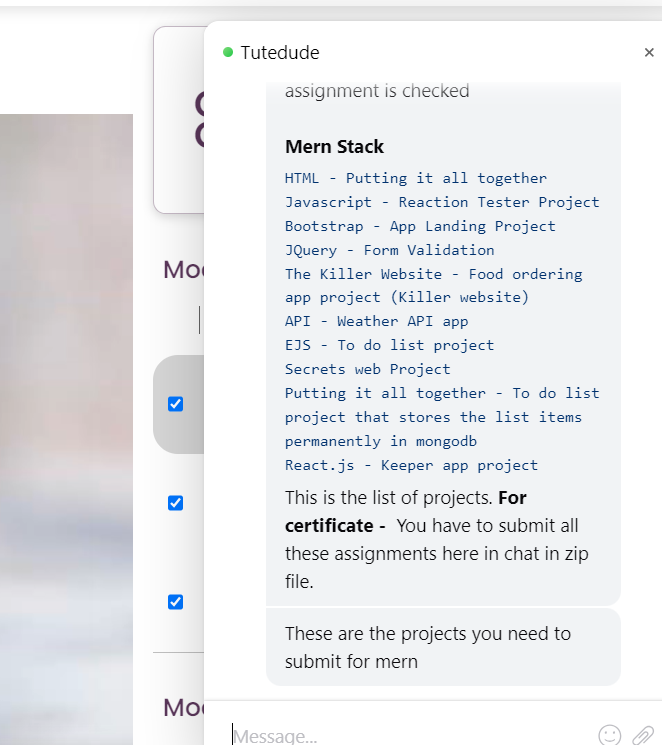 Tutedude
×
assignment is checked
Mern Stack
HTML - Putting it all together
Javascript - Reaction Tester Project
Bootstrap - App Landing Project
JQuery - Form Validation
The Killer Website - Food ordering
app project (Killer website)
API - Weather API app
EJS - To do list project
Secrets web Project
Putting it all together - To do list
project that stores the list items
permanently in mongodb
React.js - Keeper app project
This is the list of projects. For
certificate - You have to submit all
these assignments here in chat in zip
file.
These are the projects you need to
submit for mern
Message...